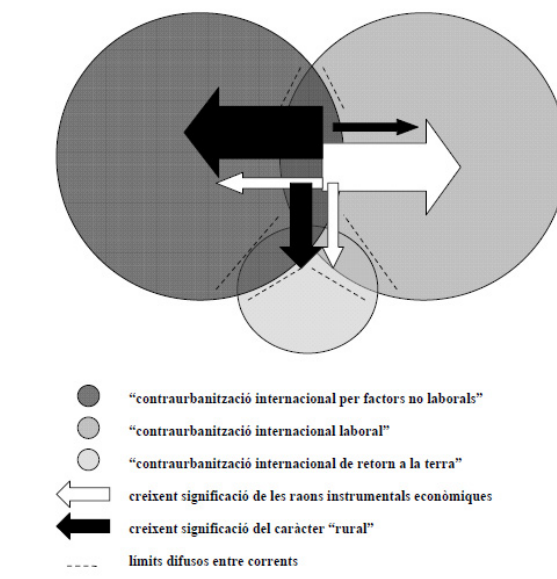 “contraurbanització internacional per factors no laborals”
“contraurbanització internacional laboral”
“contraurbanització internacional de retorn a la terra”
creixent significació de les raons instrumentals econòmiques
creixent significació del caràcter “rural”
límits difusos entre corrents